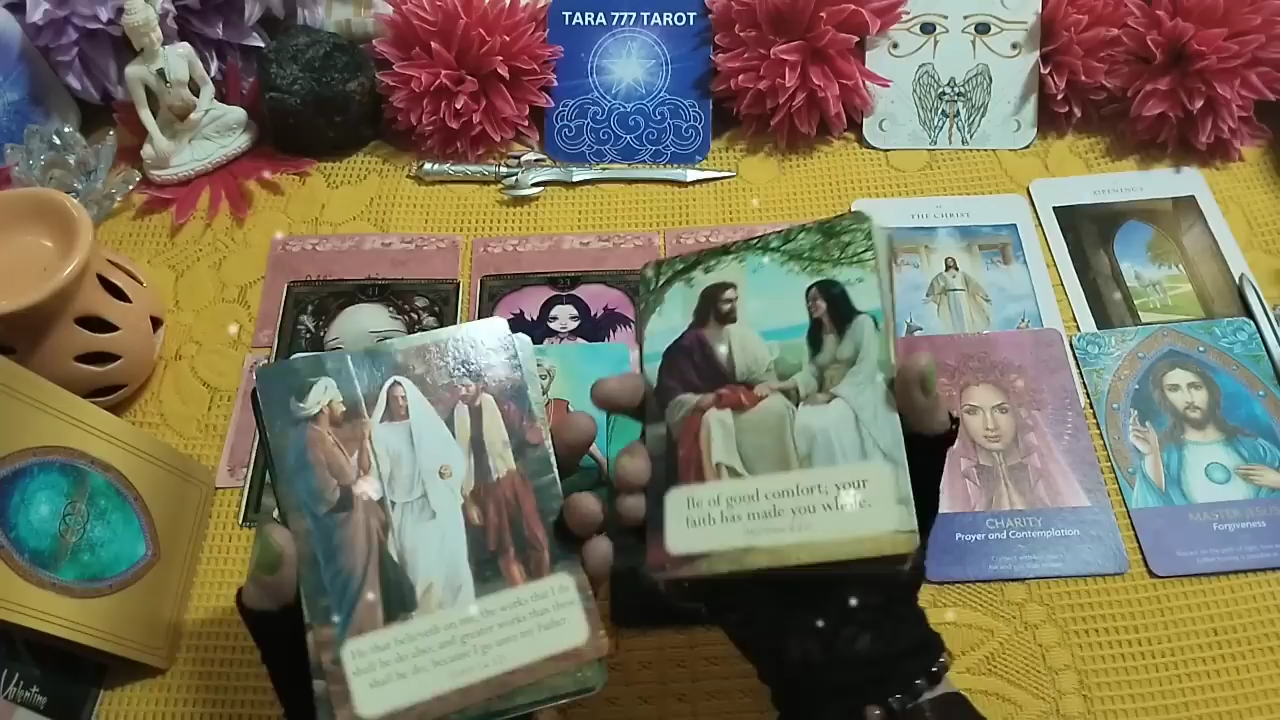 TARA 777 TAROT
THE CHRIST
OPENINGS
23
Be of good comfort; your
faith has made you whole.
He that believeth on me, the works that I do
shall he do also; and greater works than these
shall he do; because I go unto my Father.
CHARITY
Prayer and Contemplation
MASTER JESUS
Forgiveness
Valentine